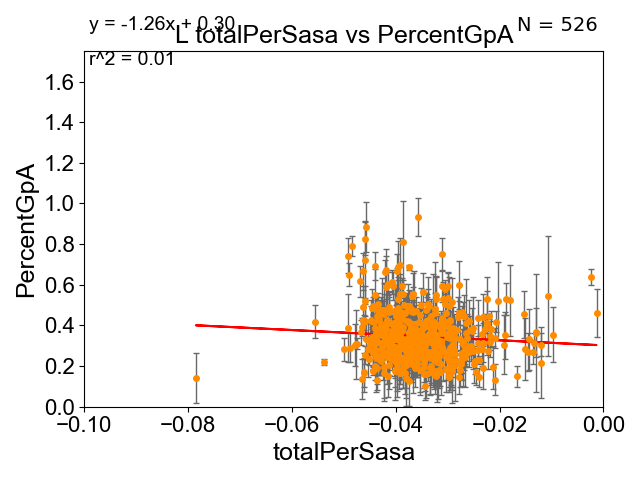 y = -1.26x + 0.30
N = 526
L totalPerSasa vs PercentGpA
r^2 = 0.01
PercentGpA
1.6
1.4
1.2
1.0
0.8
0.6
0.4
0.2
0.0
−0.10 −0.08 −0.06 −0.04 −0.02 0.00
totalPerSasa